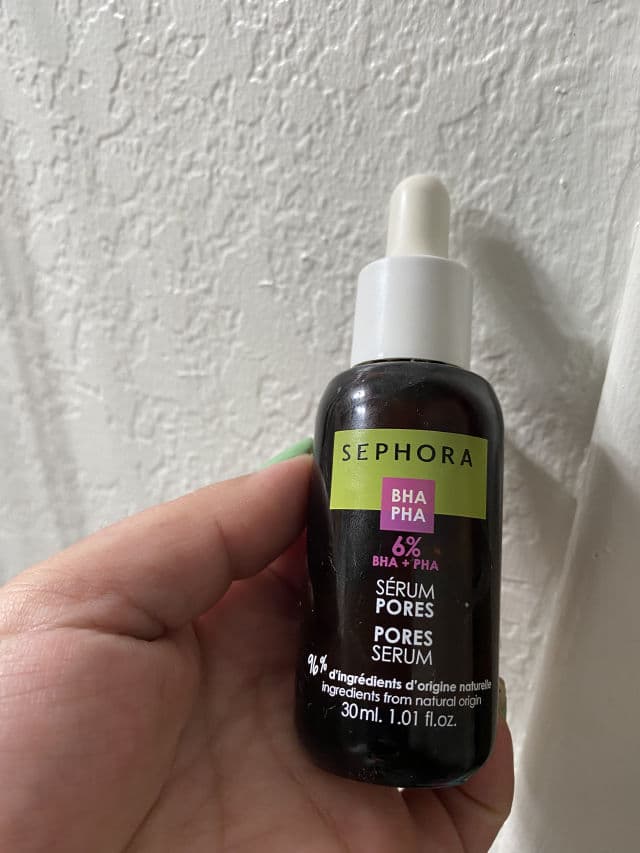 SEPHORA
BHA
PHA
6%
BHA + PHA
SÉRUM
PORES
PORES
SERUM
96% d'ingrédients d'origine naturelle
ingredients from natural origin
30ml. 1.01 fl.oz.